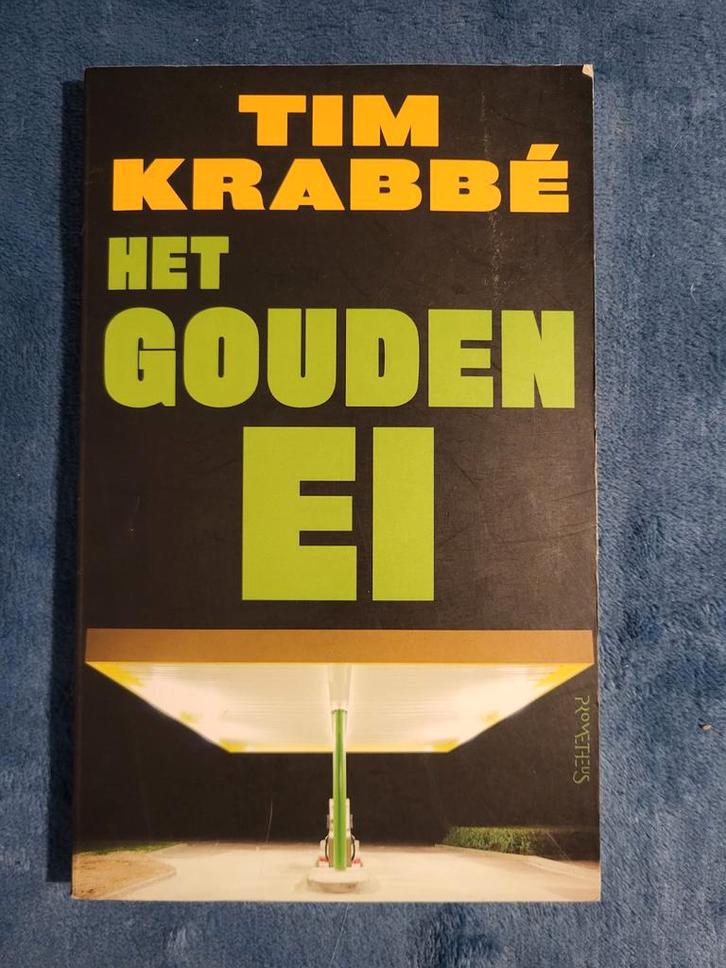 TIM
KRABBÉ
HET
GOUDEN
EI
PROMETHEUS